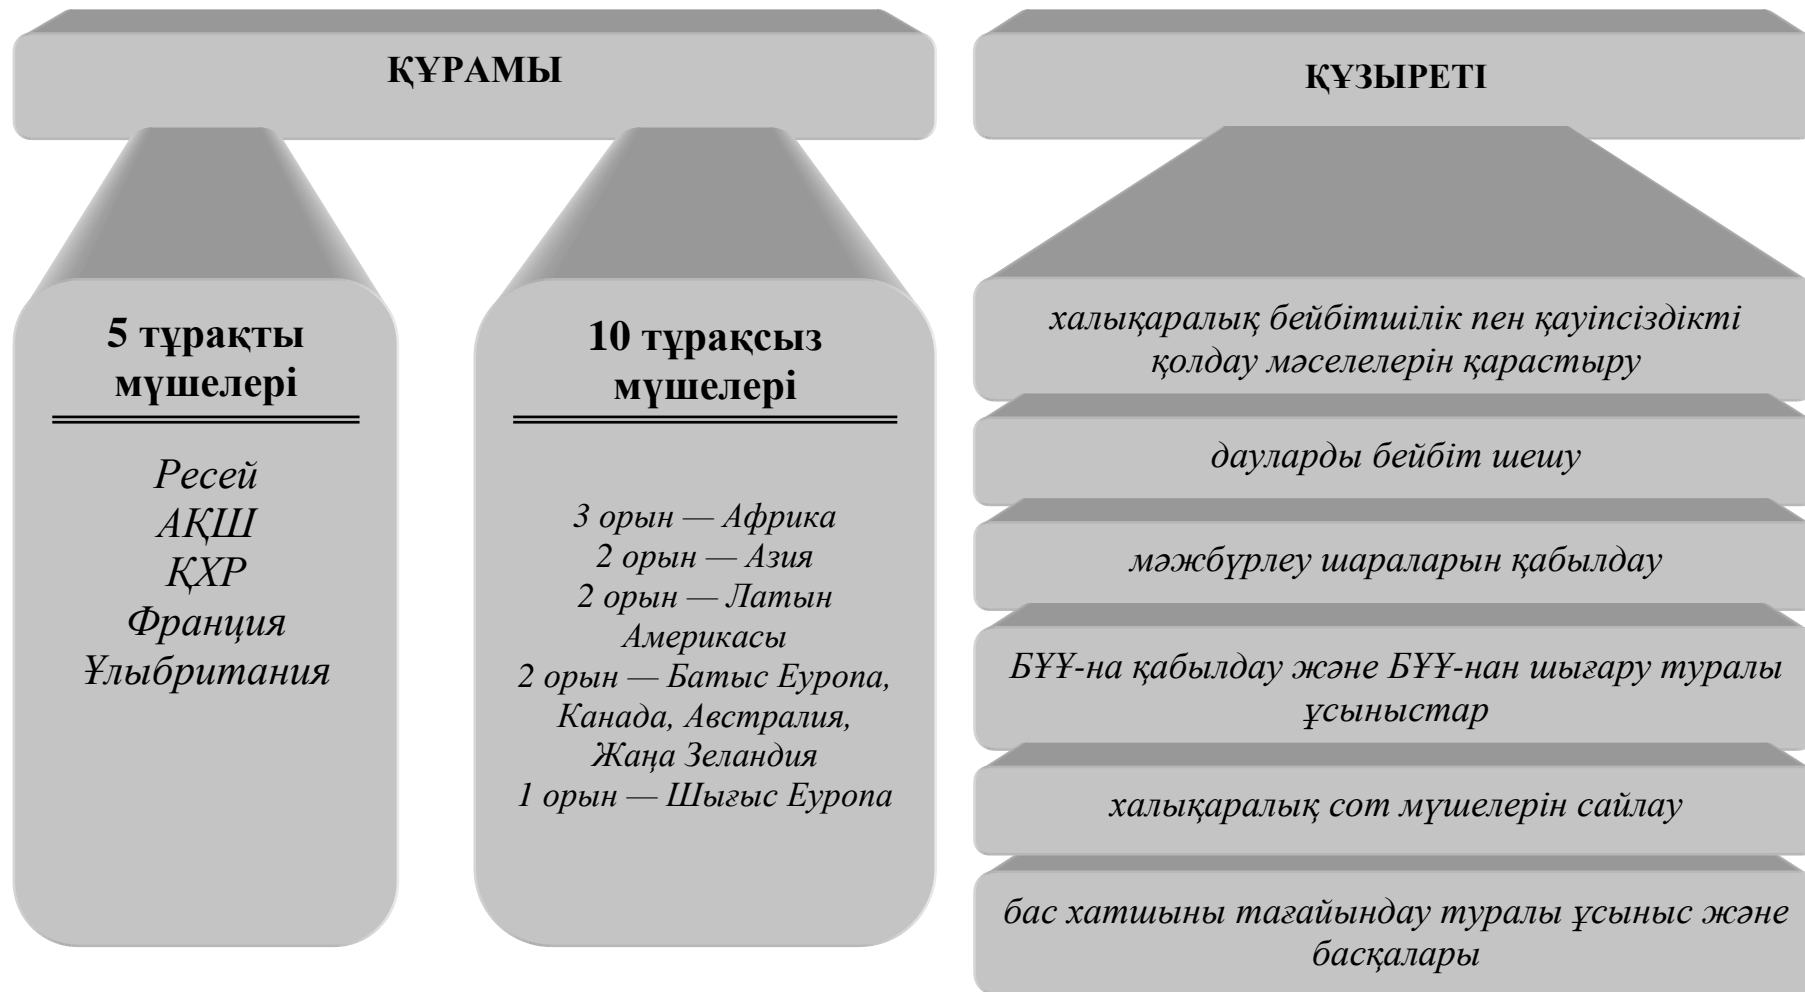 ҚҰРАМЫ
5 тұрақты
мүшелері
Ресей
АҚШ
ҚХР
Франция
Ұлыбритания
10 тұрақсыз
мүшелері
3 орын — Африка
2 орын — Азия
2 орын — Латын
Америкасы
2 орын — Батыс Еуропа,
Канада, Австралия,
Жаңа Зеландия
1 орын — Шығыс Еуропа
ҚҰЗЫРЕТІ
халықаралық бейбітшілік пен қауіпсіздікті
қолдау мәселелерін қарастыру
дауларды бейбіт шешу
мәжбүрлеу шараларын қабылдау
БҰҰ-на қабылдау және БҰҰ-нан шығару туралы
ұсыныстар
халықаралық сот мүшелерін сайлау
бас хатшыны тағайындау туралы ұсыныс және
басқалары